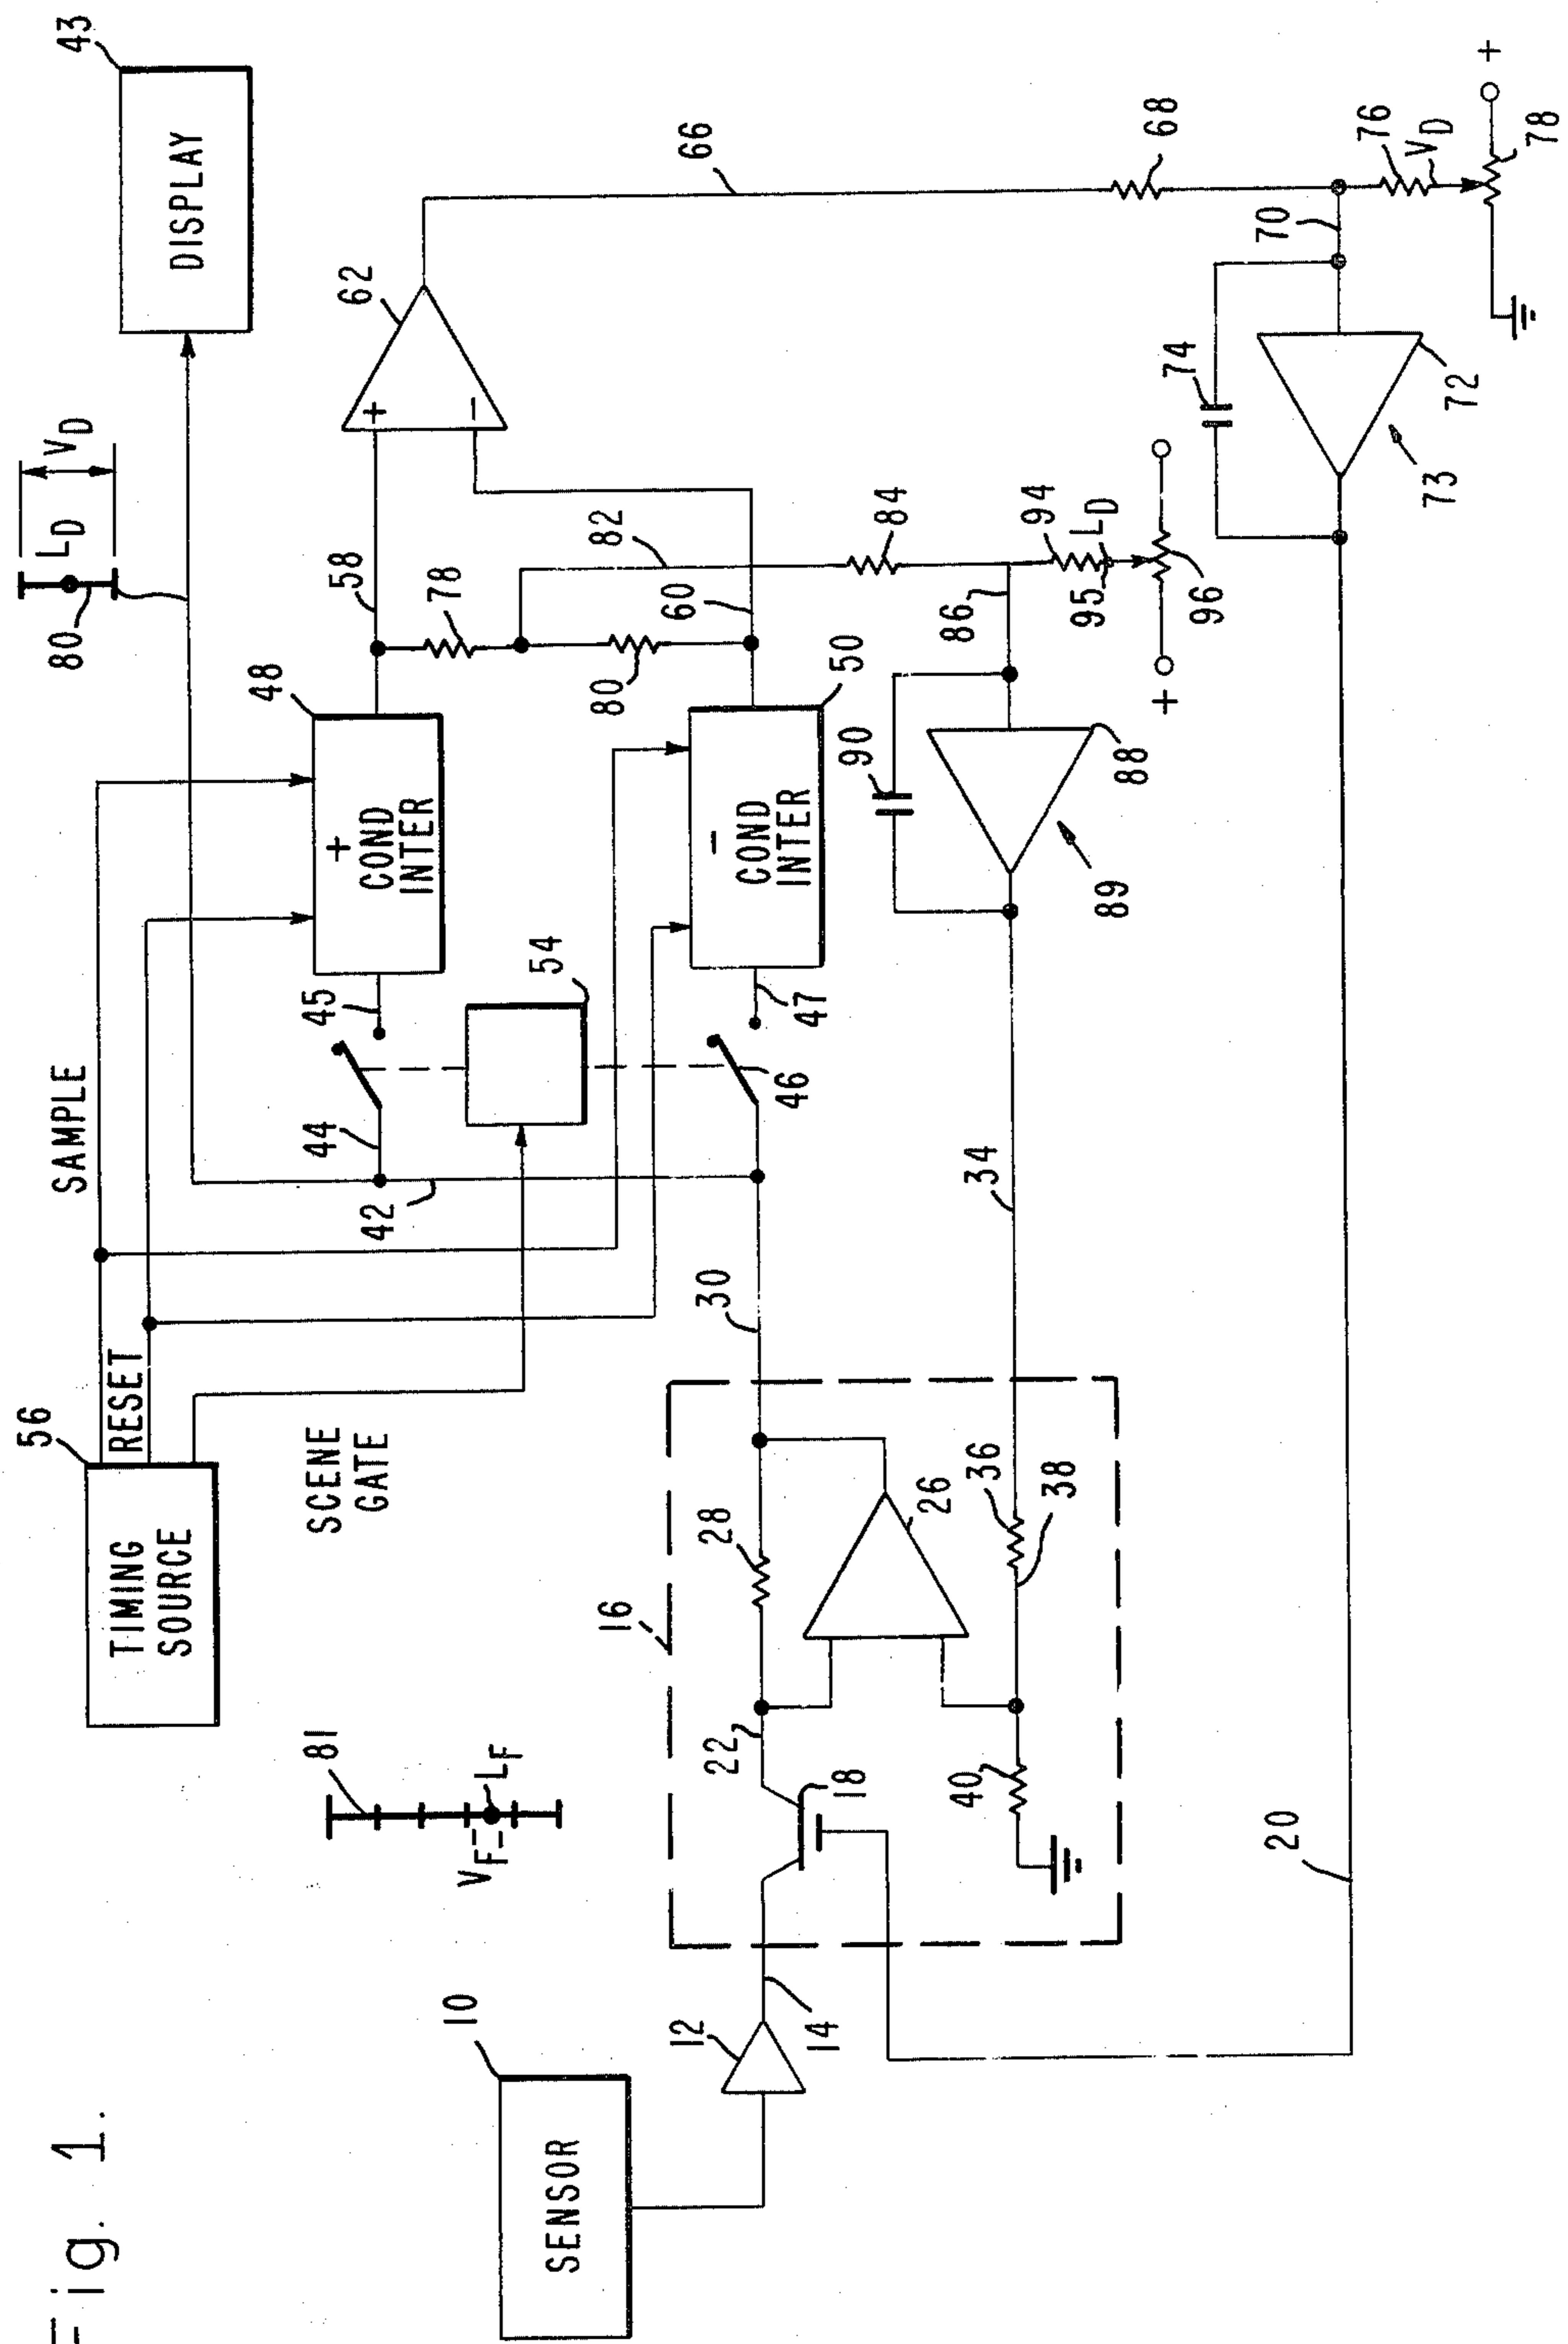 Fig. 1.
SENSOR
10
12
14
16
18
20
22
28
26
36
38
40
30
34
81
V_F
L_F
TIMING
SOURCE
56
SAMPLE
RESET
SCENE
GATE
42
44
45
46
47
54
+
COND
INTER
48
-
COND
INTER
50
58
78
80
60
82
84
86
88
89
90
94
95
L_D
96
+
62
+
-
66
68
70
72
73
74
76
V_D
78
+
80
L_D
V_D
DISPLAY
43